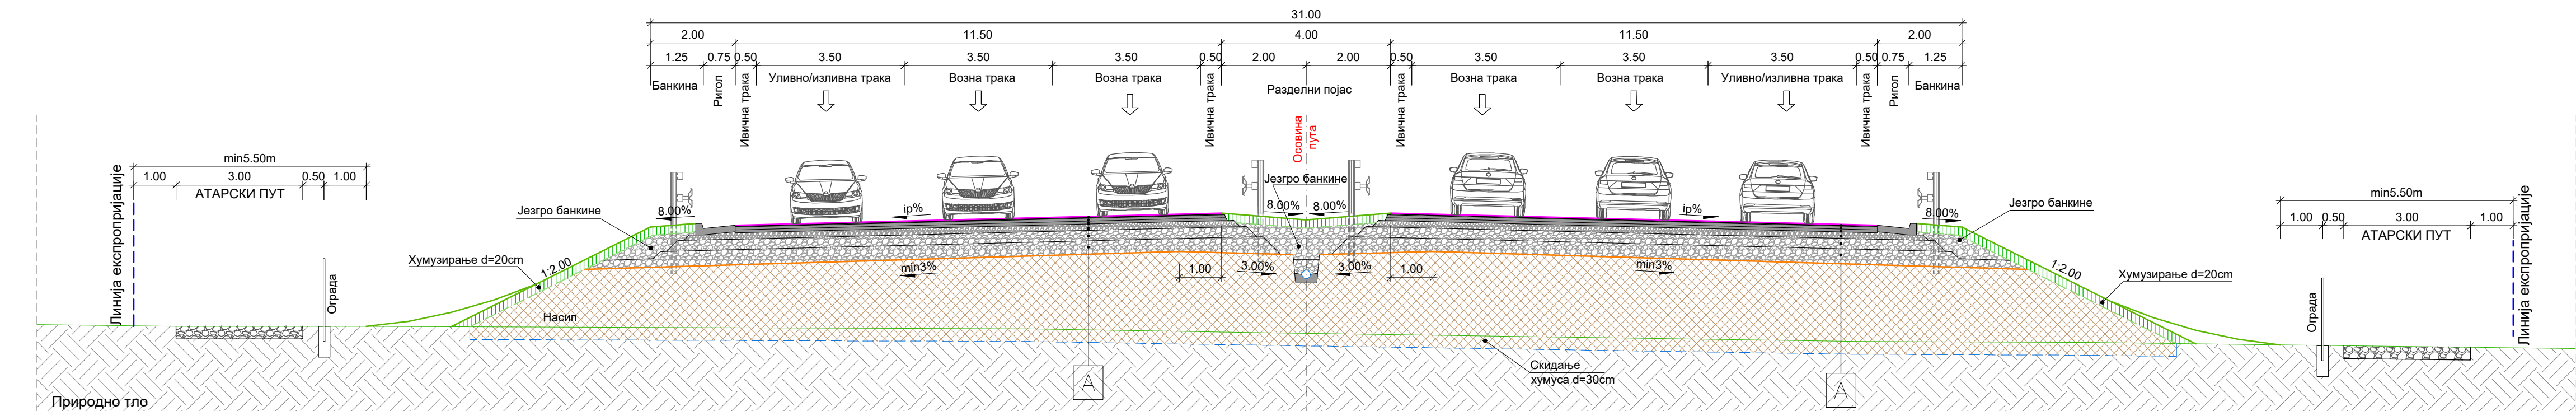 31.00
2.00 11.50 4.00 11.50 2.00
1.25 0.75 0.50 3.50 3.50 3.50 0.50 2.00 2.00 0.50 3.50 3.50 3.50 0.50 0.75 1.25
Банкина
Ригол
Ивична трака
Уливно/изливна трака
Возна трака
Возна трака
Ивична трака
Разделни појас
Ивична трака
Возна трака
Возна трака
Уливно/изливна трака
Ивична трака
Ригол
Банкина
Осовина
пута
Линија експропријације
min5.50m
1.00 3.00 0.50 1.00
АТАРСКИ ПУТ
Ограда
Језгро банкине
8.00%
ip%
Језгро банкине
8.00% 8.00%
ip%
8.00%
Језгро банкине
Хумузирање d=20cm
1:2.00
min3%
1.00
3.00%
3.00%
1.00
min3%
1:2.00
Хумузирање d=20cm
Насип
Скидање
хумуса d=30cm
A
A
min5.50m
1.00 0.50 3.00 1.00
АТАРСКИ ПУТ
Ограда
Линија експропријације
Природно тло